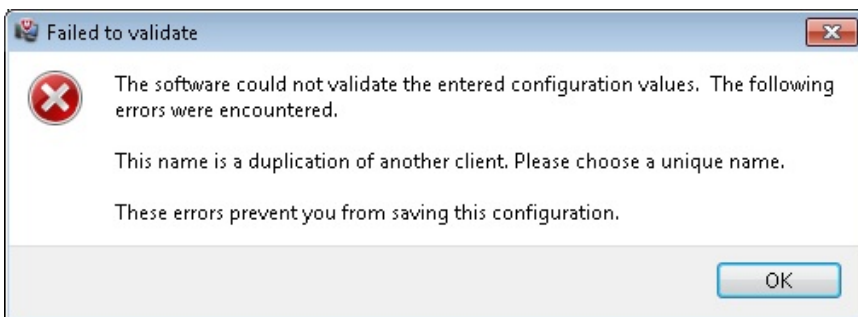 Failed to validate
The software could not validate the entered configuration values.  The following
errors were encountered.
This name is a duplication of another client. Please choose a unique name.
These errors prevent you from saving this configuration.
OK